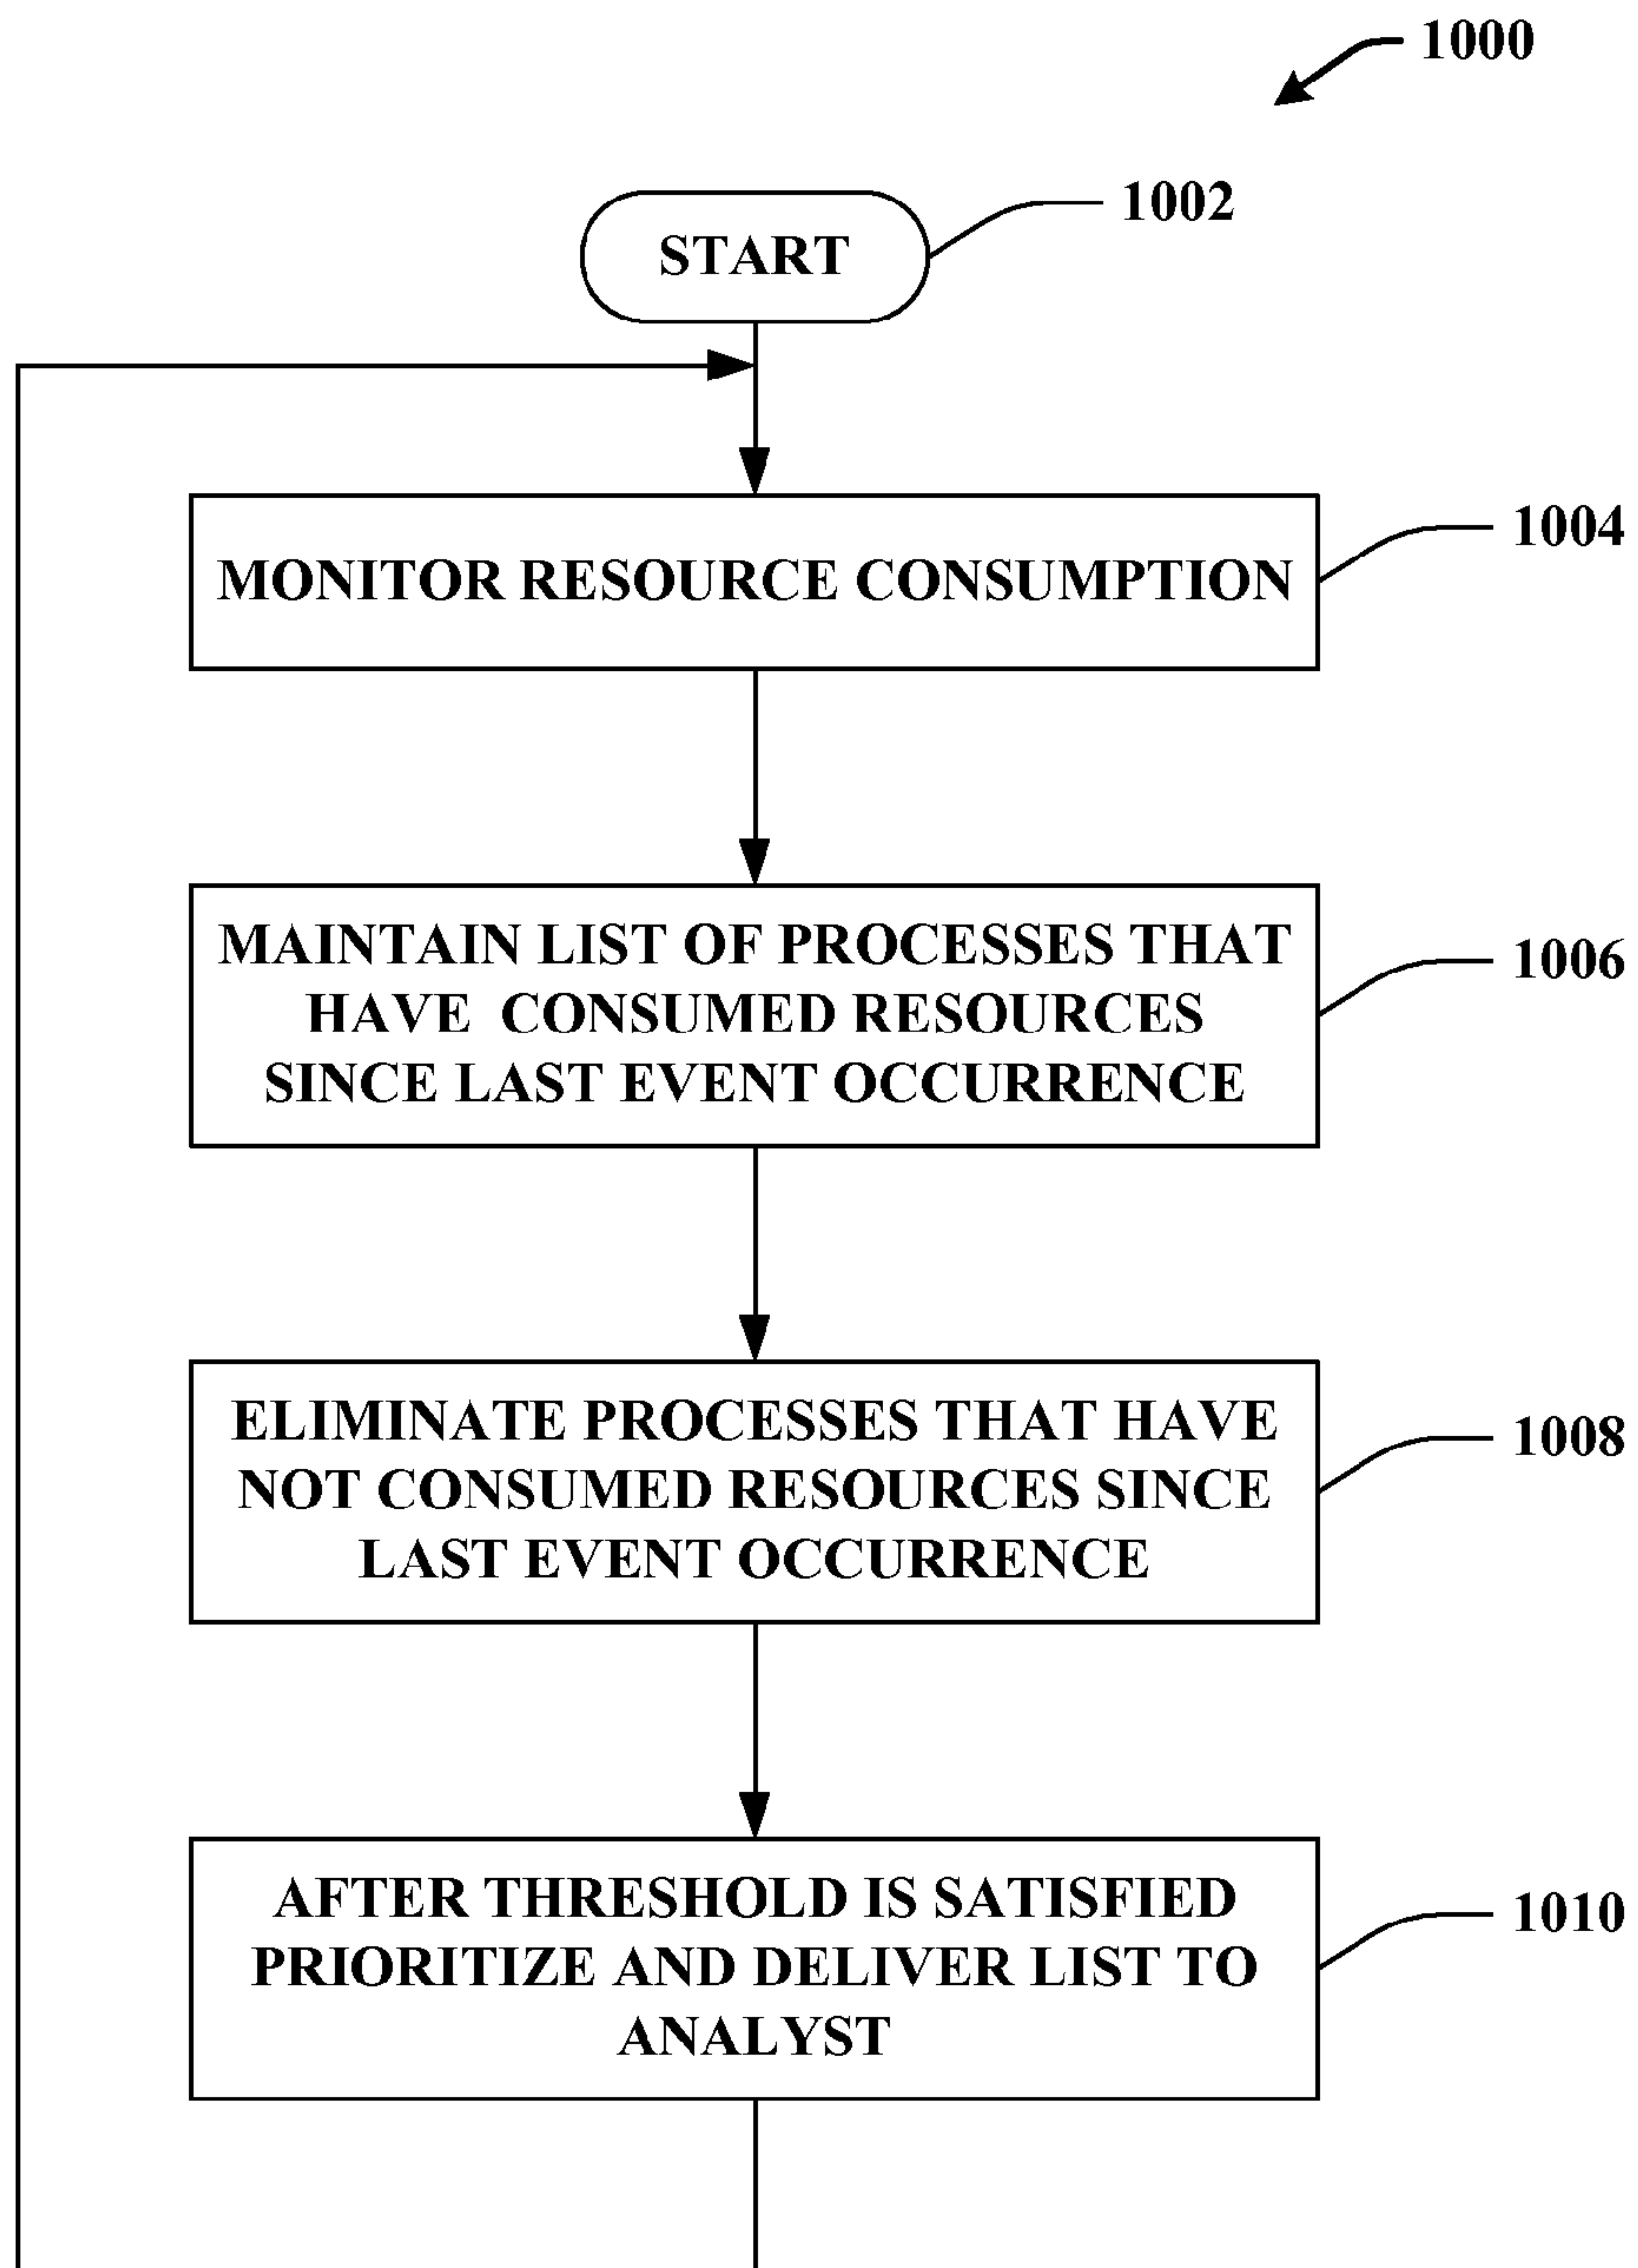 1000
START
1002
MONITOR RESOURCE CONSUMPTION
1004
MAINTAIN LIST OF PROCESSES THAT
HAVE CONSUMED RESOURCES
SINCE LAST EVENT OCCURRENCE
1006
ELIMINATE PROCESSES THAT HAVE
NOT CONSUMED RESOURCES SINCE
LAST EVENT OCCURRENCE
1008
AFTER THRESHOLD IS SATISFIED
PRIORITIZE AND DELIVER LIST TO
ANALYST
1010